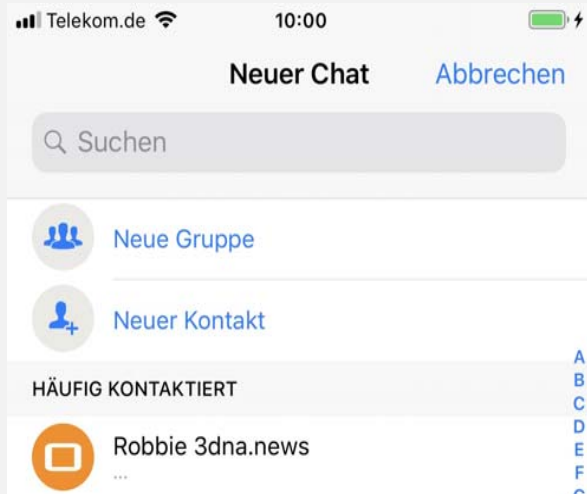 Telekom.de 10:00
Neuer Chat Abbrechen
Suchen
Neue Gruppe
Neuer Kontakt
HÄUFIG KONTAKTIERT
Robbie 3dna.news
...
A
B
C
D
E
F